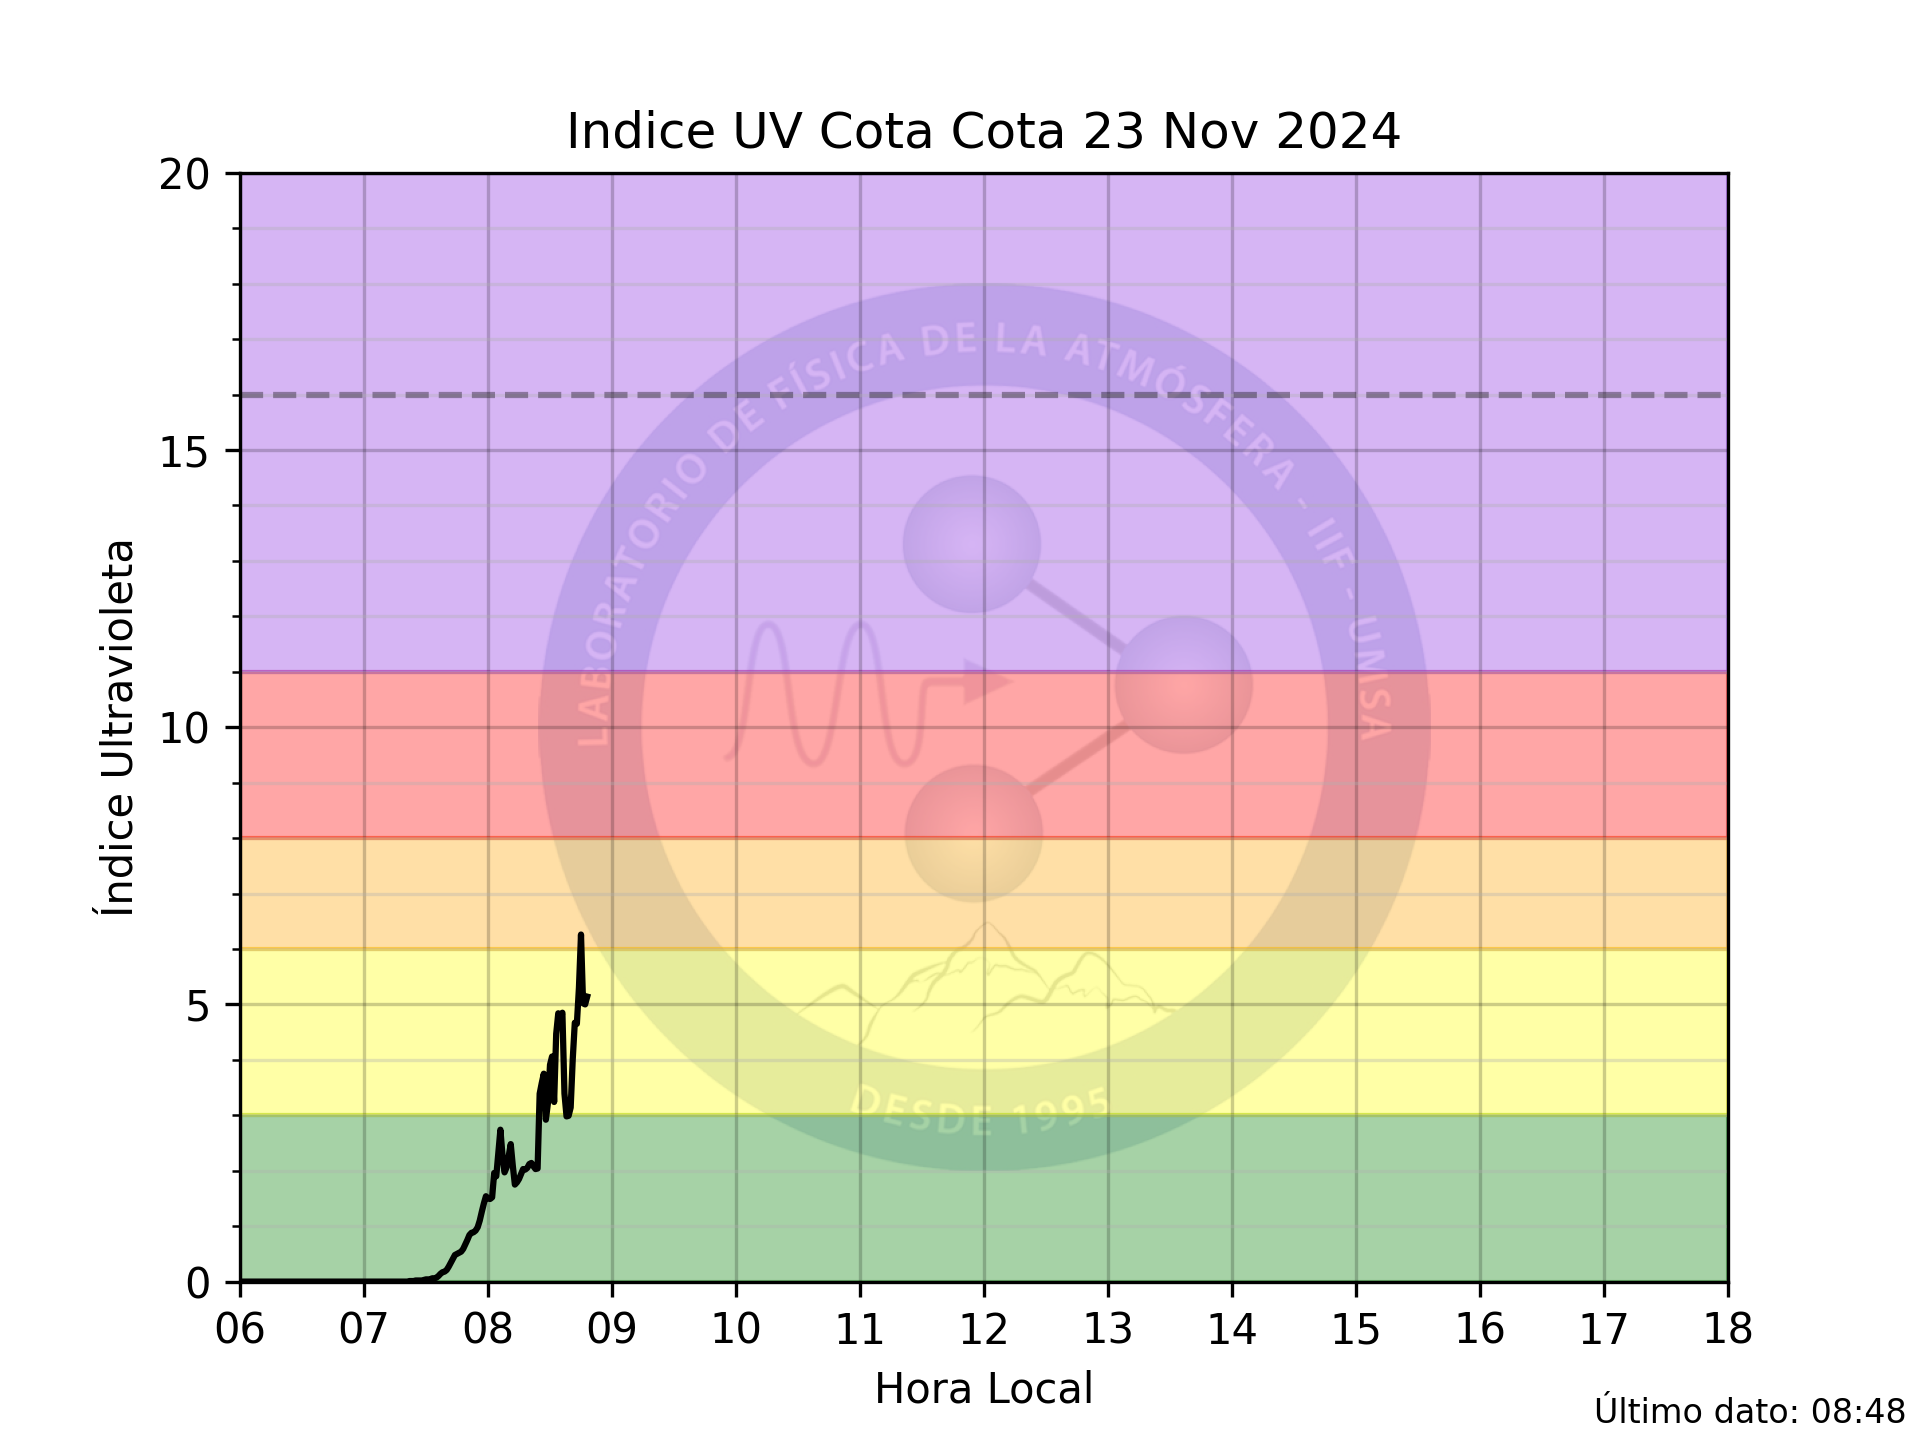 Indice UV Cota Cota 23 Nov 2024
20
15
10
5
0
Índice Ultravioleta
LABORATORIO DE FÍSICA DE LA ATMÓSFERA - IIF - UMSA
DESDE 1995
06 07 08 09 10 11 12 13 14 15 16 17 18
Hora Local
Último dato: 08:48